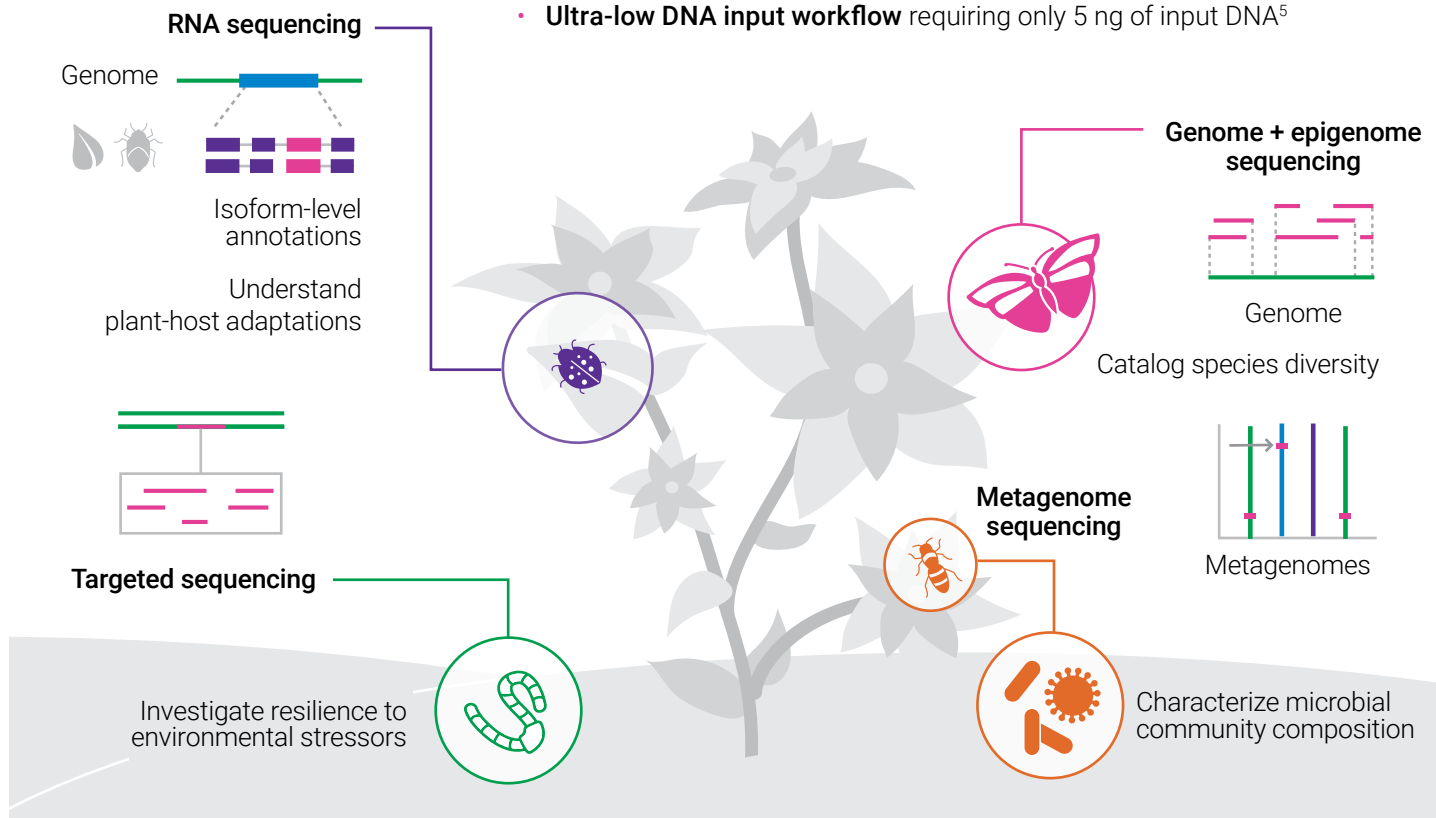 • Ultra-low DNA input workflow requiring only 5 ng of input DNA⁵
RNA sequencing
Genome
Isoform-level
annotations
Understand
plant-host adaptations
Genome + epigenome
sequencing
Genome
Catalog species diversity
Metagenome
sequencing
Metagenomes
Targeted sequencing
Investigate resilience to
environmental stressors
Characterize microbial
community composition